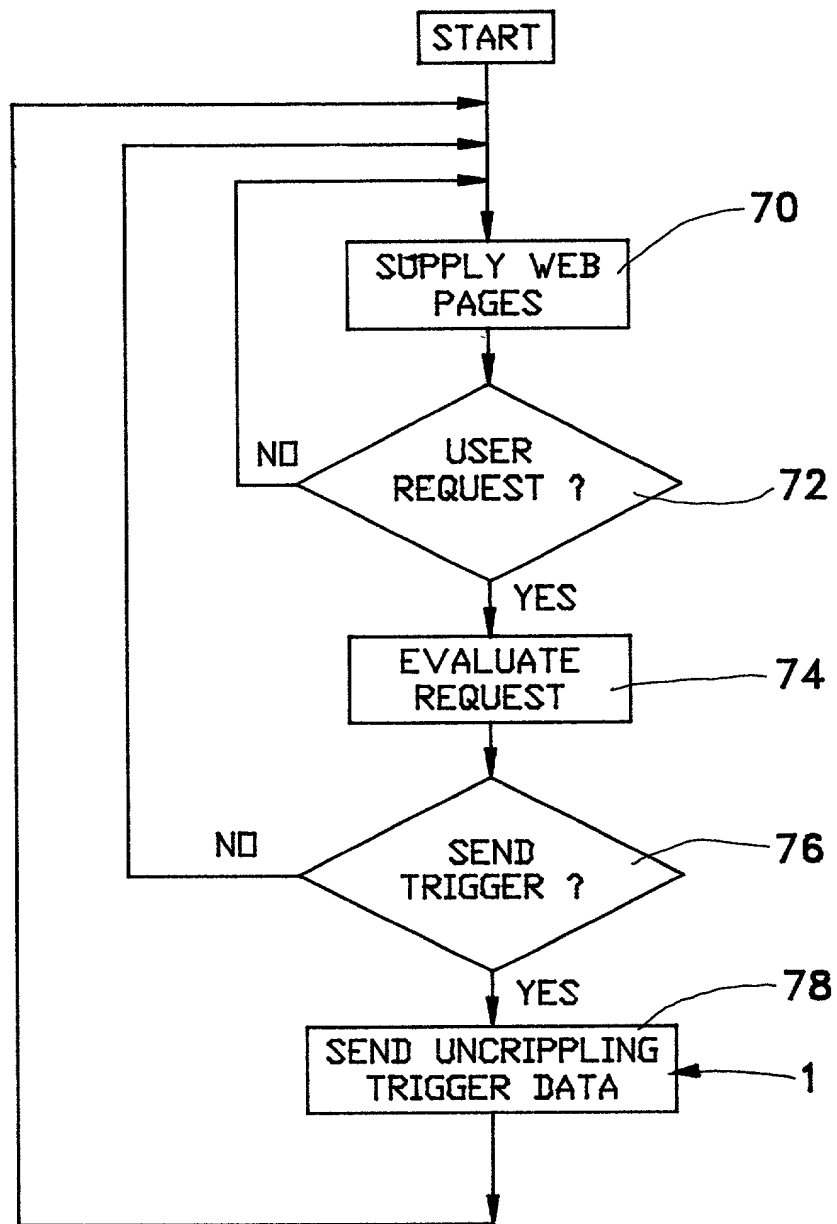 START
70
SUPPLY WEB
PAGES
NO
USER
REQUEST ?
72
YES
EVALUATE
REQUEST
74
NO
SEND
TRIGGER ?
76
YES
78
SEND UNCRIPPLING
TRIGGER DATA
1